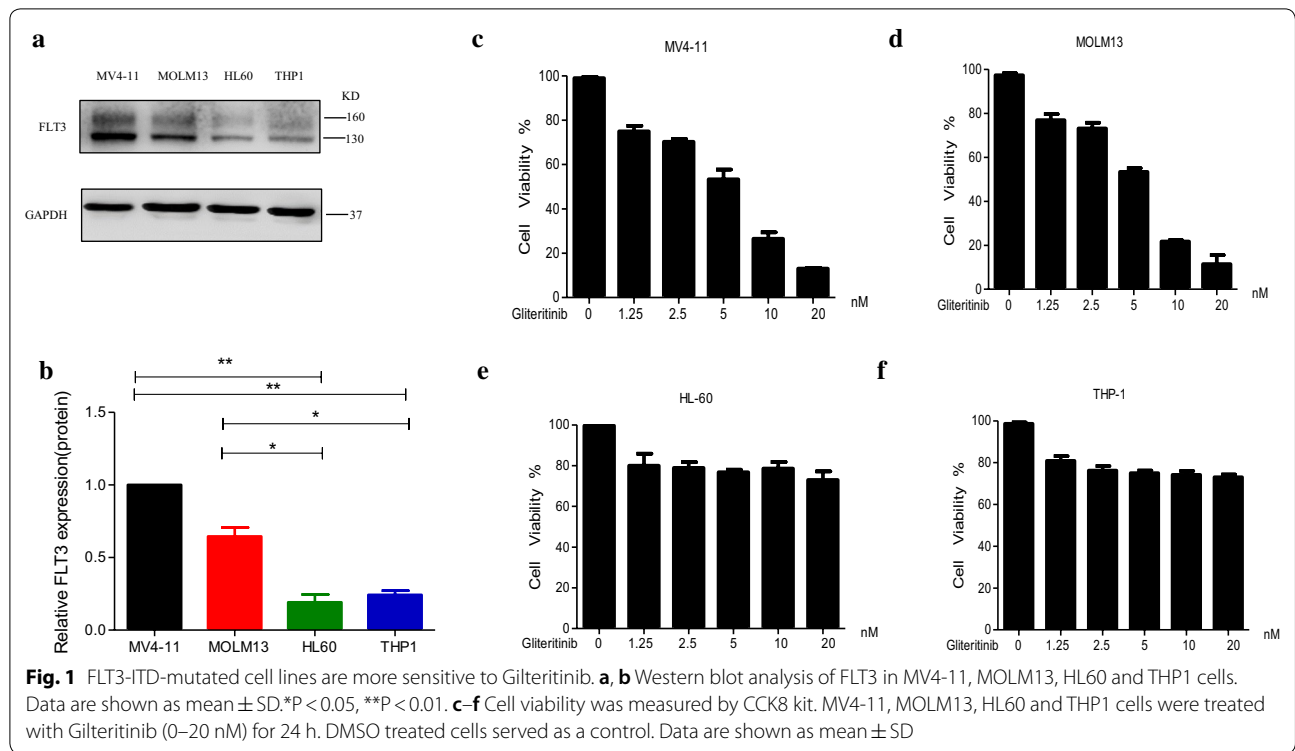 a
MV4-11 MOLM13 HL60 THP1
KD
FLT3
160
130
GAPDH
37
b
**
**
*
*
Relative FLT3 expression(protein)
1.5
1.0
0.5
0.0
MV4-11 MOLM13 HL60 THP1
c
MV4-11
Cell Viability %
100
80
60
40
20
0
Gliteritinib 0 1.25 2.5 5 10 20 nM
d
MOLM13
Cell Viability %
100
80
60
40
20
0
Gliteritinib 0 1.25 2.5 5 10 20 nM
e
HL-60
Cell Viability %
100
80
60
40
20
0
Gliteritinib 0 1.25 2.5 5 10 20 nM
f
THP-1
Cell Viability %
100
80
60
40
20
0
Gliteritinib 0 1.25 2.5 5 10 20 nM
Fig. 1 FLT3-ITD-mutated cell lines are more sensitive to Gilteritinib. a, b Western blot analysis of FLT3 in MV4-11, MOLM13, HL60 and THP1 cells.
Data are shown as mean ± SD.*P < 0.05, **P < 0.01. c–f Cell viability was measured by CCK8 kit. MV4-11, MOLM13, HL60 and THP1 cells were treated
with Gilteritinib (0–20 nM) for 24 h. DMSO treated cells served as a control. Data are shown as mean ± SD